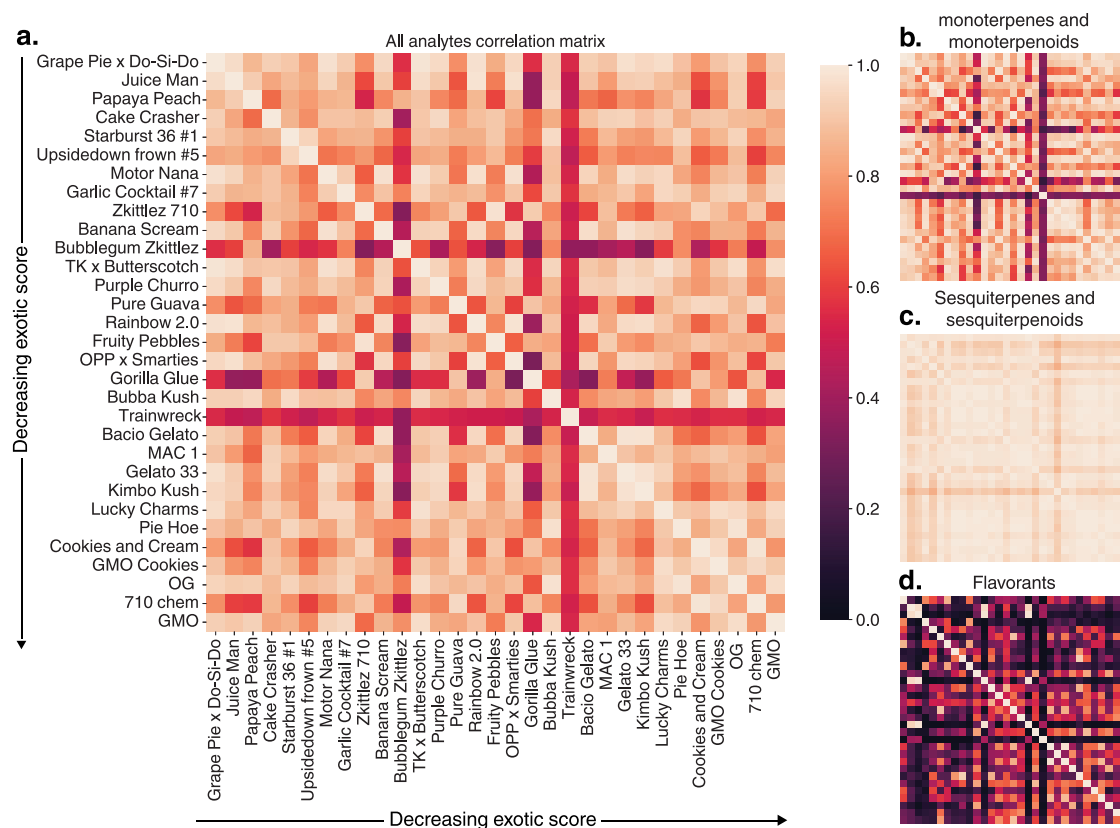 a.
All analytes correlation matrix
Decreasing exotic score
Grape Pie x Do-Si-Do
Juice Man
Papaya Peach
Cake Crasher
Starburst 36 #1
Upsidedown frown #5
Motor Nana
Garlic Cocktail #7
Zkittlez 710
Banana Scream
Bubblegum Zkittlez
TK x Butterscotch
Purple Churro
Pure Guava
Rainbow 2.0
Fruity Pebbles
OPP x Smarties
Gorilla Glue
Bubba Kush
Trainwreck
Bacio Gelato
MAC 1
Gelato 33
Kimbo Kush
Lucky Charms
Pie Hoe
Cookies and Cream
GMO Cookies
OG
710 chem
GMO
Grape Pie x Do-Si-Do
Juice Man
Papaya Peach
Cake Crasher
Starburst 36 #1
Upsidedown frown #5
Motor Nana
Garlic Cocktail #7
Zkittlez 710
Banana Scream
Bubblegum Zkittlez
TK x Butterscotch
Purple Churro
Pure Guava
Rainbow 2.0
Fruity Pebbles
OPP x Smarties
Gorilla Glue
Bubba Kush
Trainwreck
Bacio Gelato
MAC 1
Gelato 33
Kimbo Kush
Lucky Charms
Pie Hoe
Cookies and Cream
GMO Cookies
OG
710 chem
GMO
Decreasing exotic score
1.0
0.8
0.6
0.4
0.2
0.0
b.
monoterpenes and
monoterpenoids
c.
Sesquiterpenes and
sesquiterpenoids
d.
Flavorants